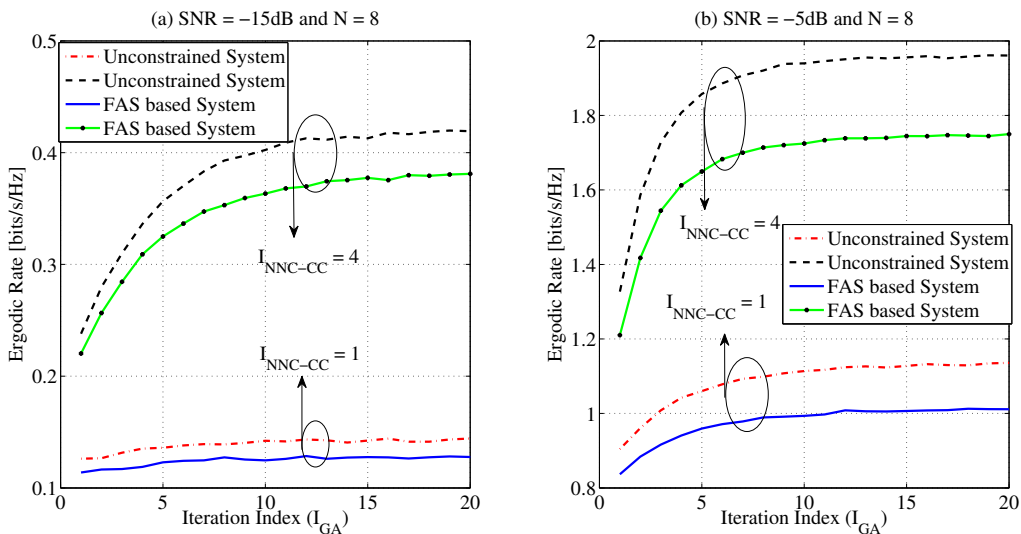 (a) SNR = −15dB and N = 8
0.5
0.4
0.3
0.2
0.1
0
5
10
15
20
Ergodic Rate [bits/s/Hz]
Iteration Index (I_GA)
Unconstrained System
Unconstrained System
FAS based System
FAS based System
I_NNC−CC = 4
I_NNC−CC = 1
(b) SNR = −5dB and N = 8
2
1.8
1.6
1.4
1.2
1
0.8
0
5
10
15
20
Ergodic Rate [bits/s/Hz]
Iteration Index (I_GA)
I_NNC−CC = 4
Unconstrained System
Unconstrained System
FAS based System
FAS based System
I_NNC−CC = 1